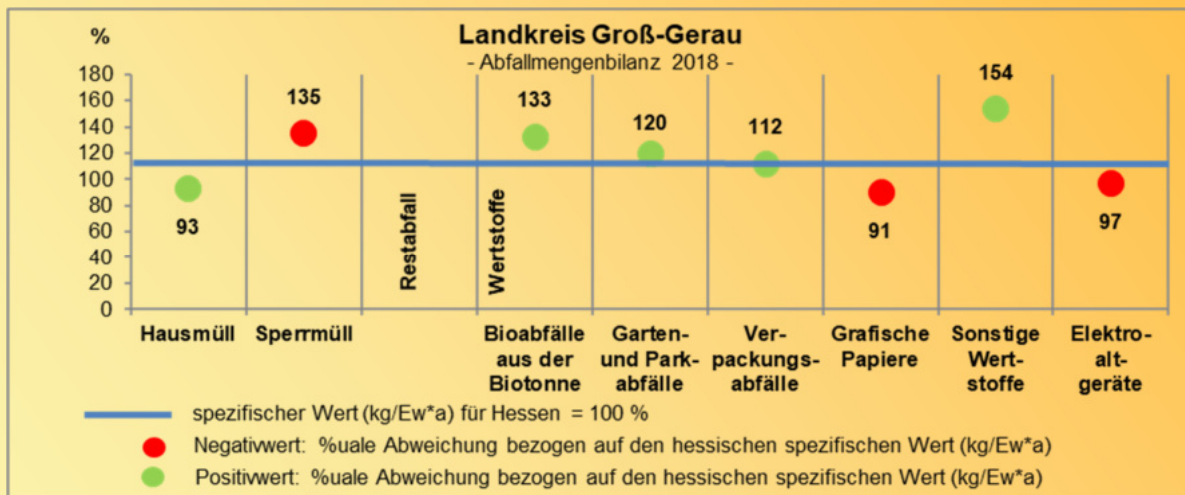 Landkreis Groß-Gerau
- Abfallmengenbilanz 2018 -
%
180
160
140
120
100
80
60
40
20
0
93
135
133
120
112
91
154
97
Restabfall
Wertstoffe
Hausmüll
Sperrmüll
Bioabfälle
aus der
Biotonne
Garten-
und Park-
abfälle
Ver-
packungs-
abfälle
Grafische
Papiere
Sonstige
Wert-
stoffe
Elektro-
alt-
geräte
spezifischer Wert (kg/Ew*a) für Hessen = 100 %
Negativwert: %uale Abweichung bezogen auf den hessischen spezifischen Wert (kg/Ew*a)
Positivwert: %uale Abweichung bezogen auf den hessischen spezifischen Wert (kg/Ew*a)